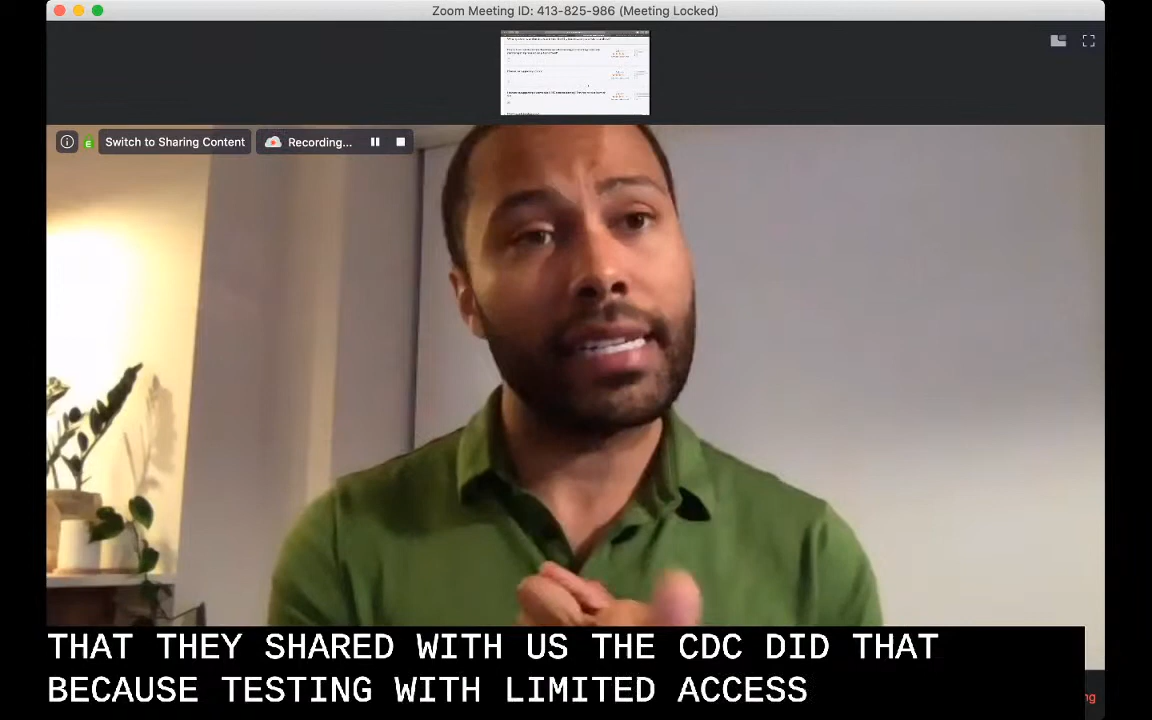 Zoom Meeting ID: 413-825-986 (Meeting Locked)
Switch to Sharing Content
Recording...
THAT THEY SHARED WITH US THE CDC DID THAT
BECAUSE TESTING WITH LIMITED ACCESS